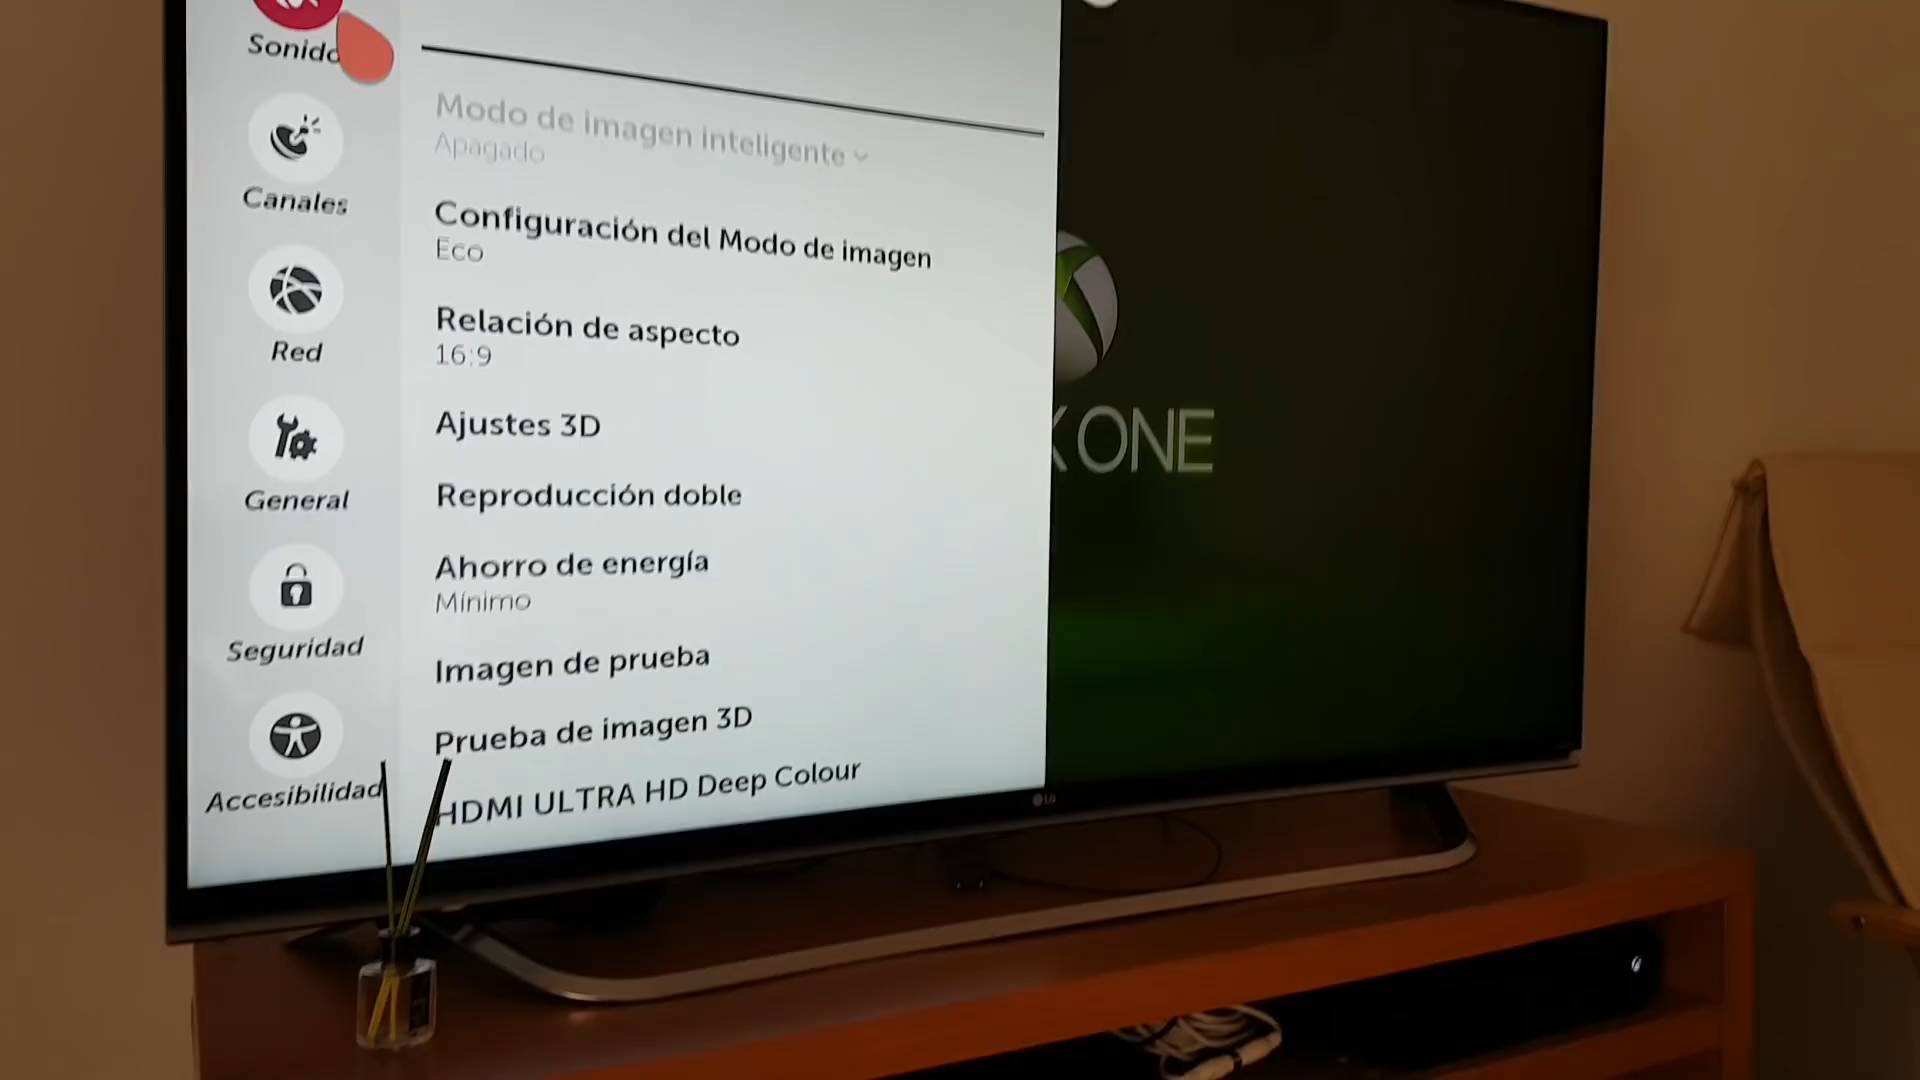 Sonido
Canales
Red
General
Seguridad
Accesibilidad
Modo de imagen inteligente
Apagado
Configuración del Modo de imagen
Eco
Relación de aspecto
16:9
Ajustes 3D
Reproducción doble
Ahorro de energía
Mínimo
Imagen de prueba
Prueba de imagen 3D
HDMI ULTRA HD Deep Colour
X ONE
LG